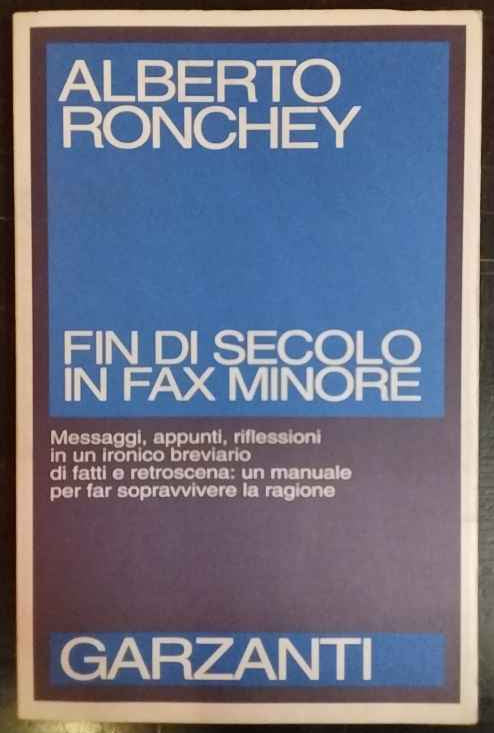 ALBERTO
RONCHEY
FIN DI SECOLO
IN FAX MINORE
Messaggi, appunti, riflessioni
in un ironico breviario
di fatti e retroscena: un manuale
per far sopravvivere la ragione
GARZANTI